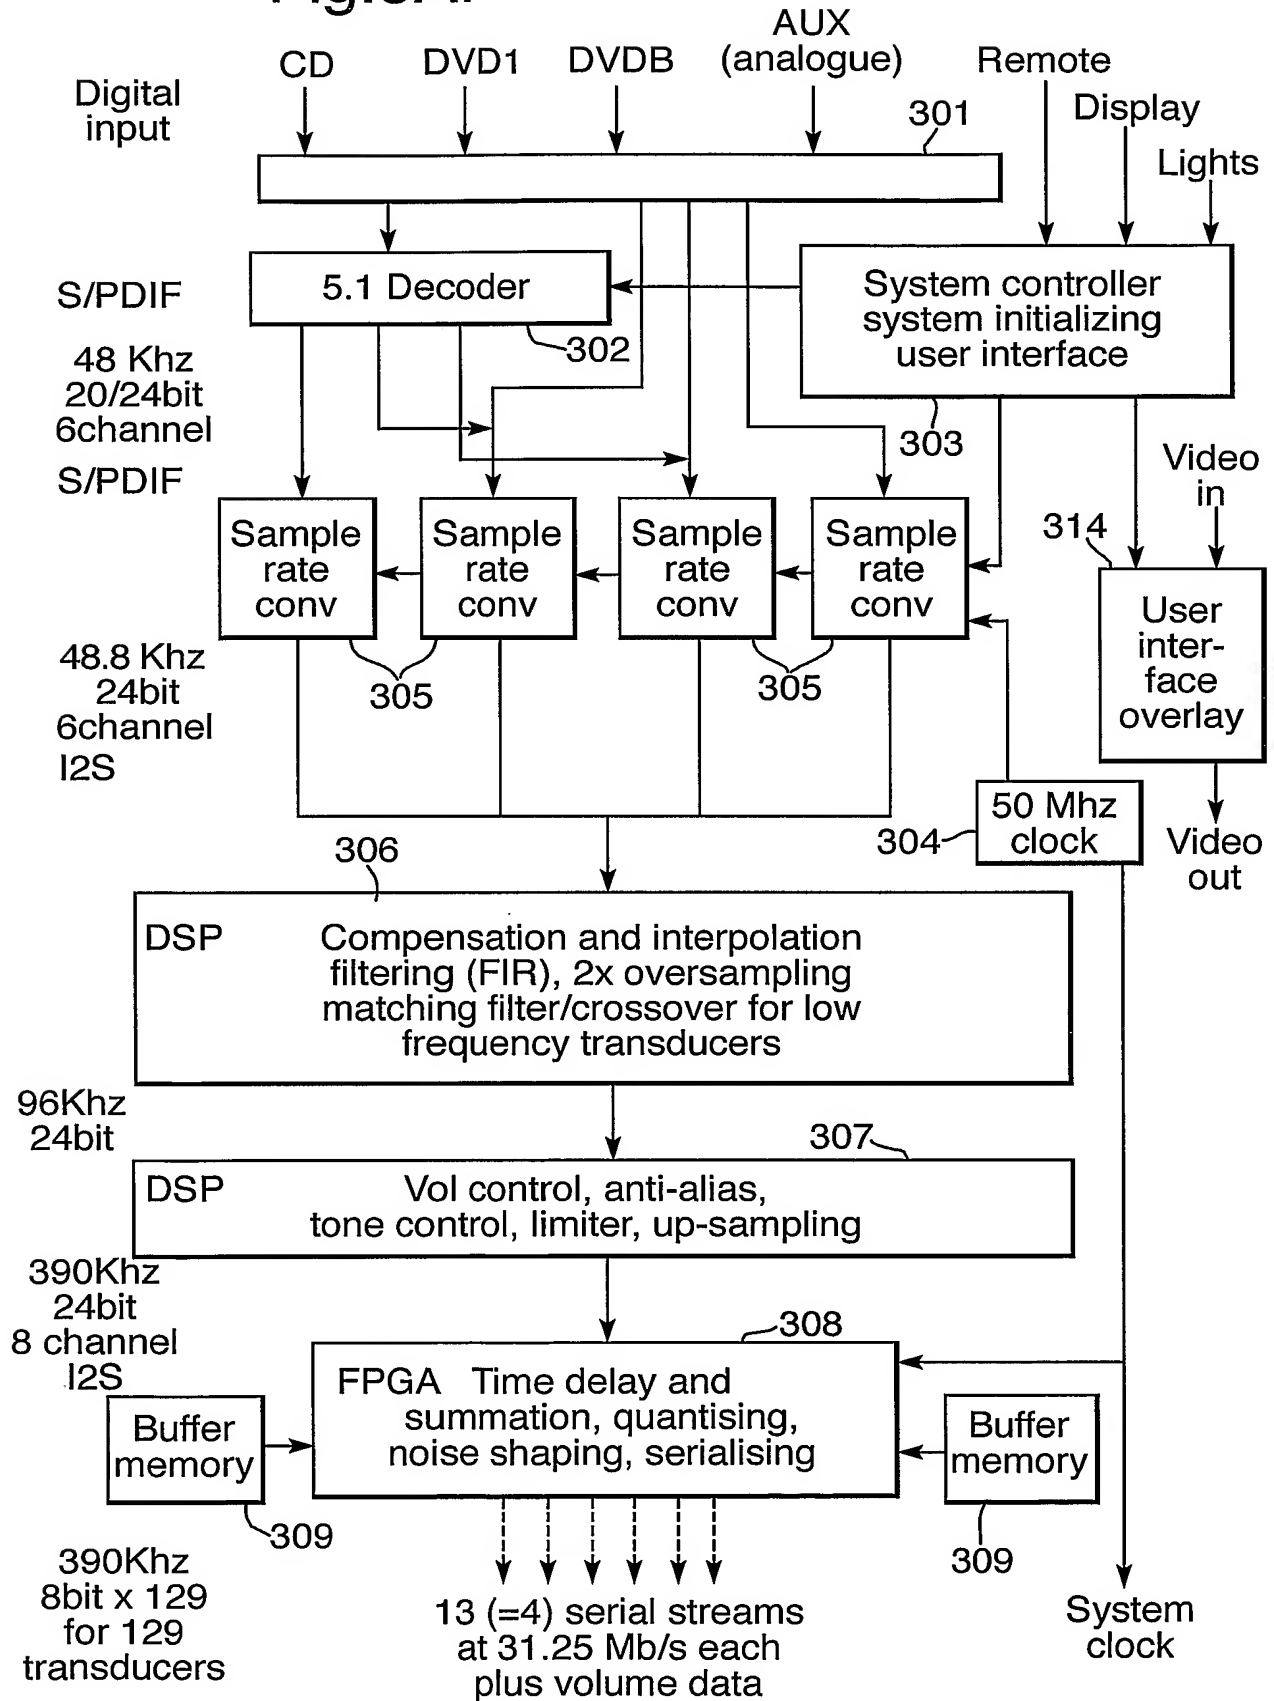 CD
DVD1
DVDB
AUX
(analogue)
Remote
Display
Lights
Digital
input
301
5.1 Decoder
302
System controller
system initializing
user interface
303
S/PDIF
48 Khz
20/24bit
6channel
S/PDIF
Video
in
314
Sample
rate
conv
Sample
rate
conv
Sample
rate
conv
Sample
rate
conv
User
inter-
face
overlay
305
305
48.8 Khz
24bit
6channel
I2S
50 Mhz
clock
304
Video
out
306
DSP
Compensation and interpolation
filtering (FIR), 2x oversampling
matching filter/crossover for low
frequency transducers
96Khz
24bit
307
DSP
Vol control, anti-alias,
tone control, limiter, up-sampling
390Khz
24bit
8 channel
I2S
308
FPGA Time delay and
summation, quantising,
noise shaping, serialising
Buffer
memory
309
Buffer
memory
309
390Khz
8bit x 129
for 129
transducers
13 (=4) serial streams
at 31.25 Mb/s each
plus volume data
System
clock